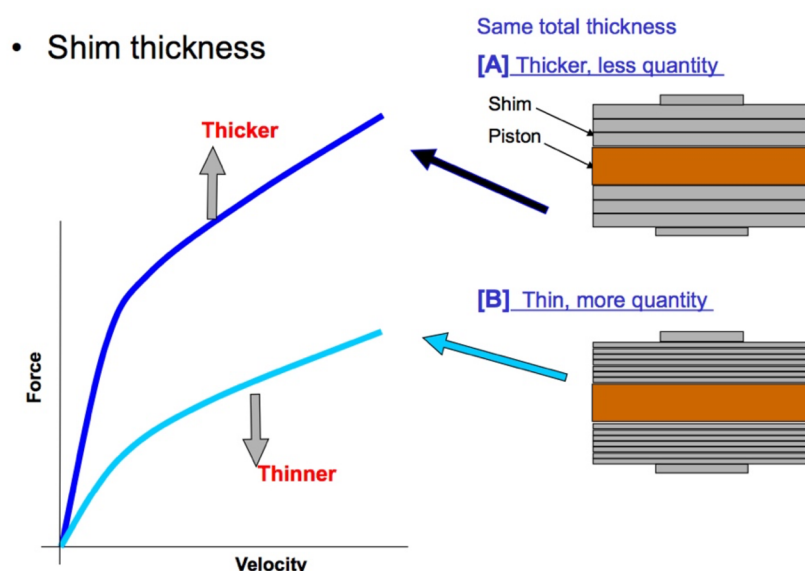 • Shim thickness
Same total thickness
[A] Thicker, less quantity
Shim
Piston
Thicker
[B] Thin, more quantity
Force
Thinner
Velocity